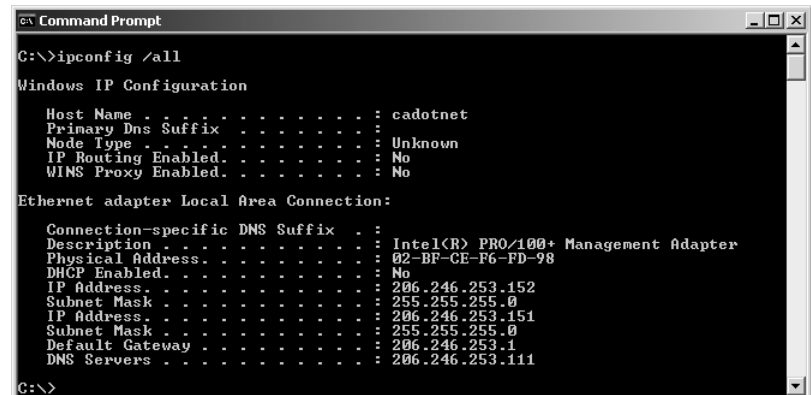 Command Prompt
C:\>ipconfig /all
Windows IP Configuration
Host Name . . . . . . . . . . . . : cadotnet
Primary Dns Suffix . . . . . . . :
Node Type . . . . . . . . . . . . : Unknown
IP Routing Enabled. . . . . . . . : No
WINS Proxy Enabled. . . . . . . . : No
Ethernet adapter Local Area Connection:
Connection-specific DNS Suffix . :
Description . . . . . . . . . . . : Intel(R) PRO/100+ Management Adapter
Physical Address. . . . . . . . . : 02-BF-CE-F6-FD-98
DHCP Enabled. . . . . . . . . . . : No
IP Address. . . . . . . . . . . . : 206.246.253.152
Subnet Mask . . . . . . . . . . . : 255.255.255.0
IP Address. . . . . . . . . . . . : 206.246.253.151
Subnet Mask . . . . . . . . . . . : 255.255.255.0
Default Gateway . . . . . . . . . : 206.246.253.1
DNS Servers . . . . . . . . . . . : 206.246.253.111
C:\>